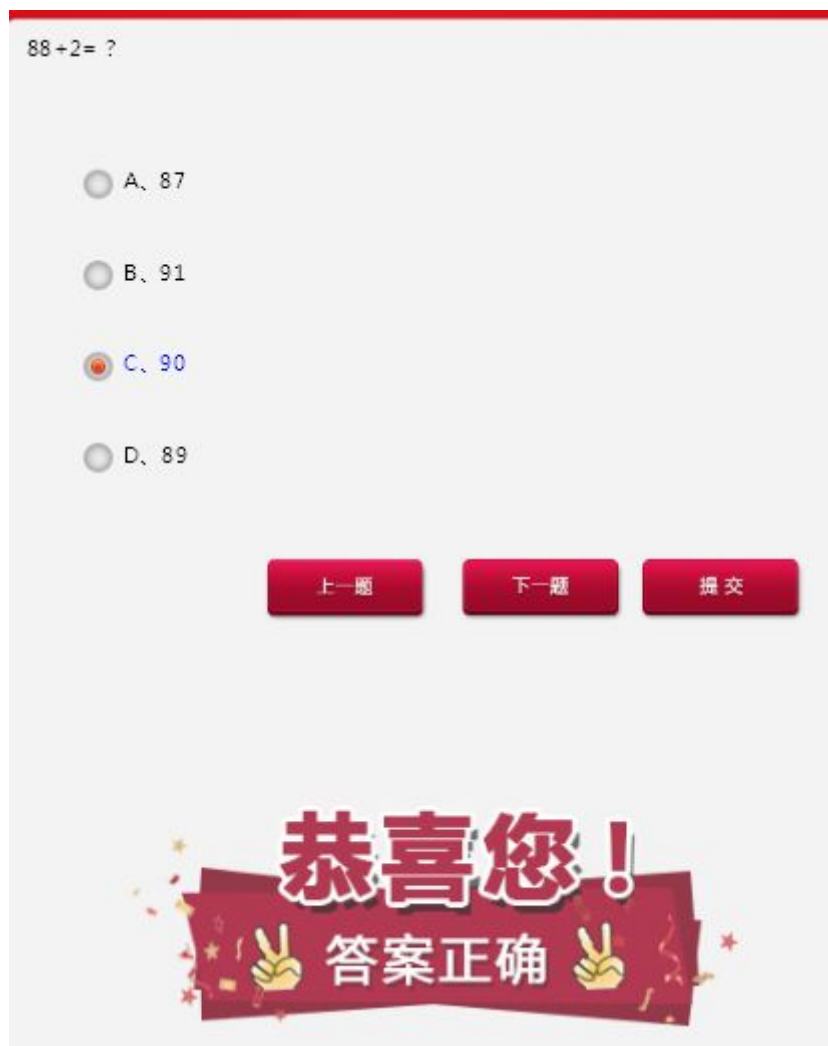 88+2= ?
A、87
B、91
C、90
D、89
上一题 下一题 提 交
恭喜您！
答案正确